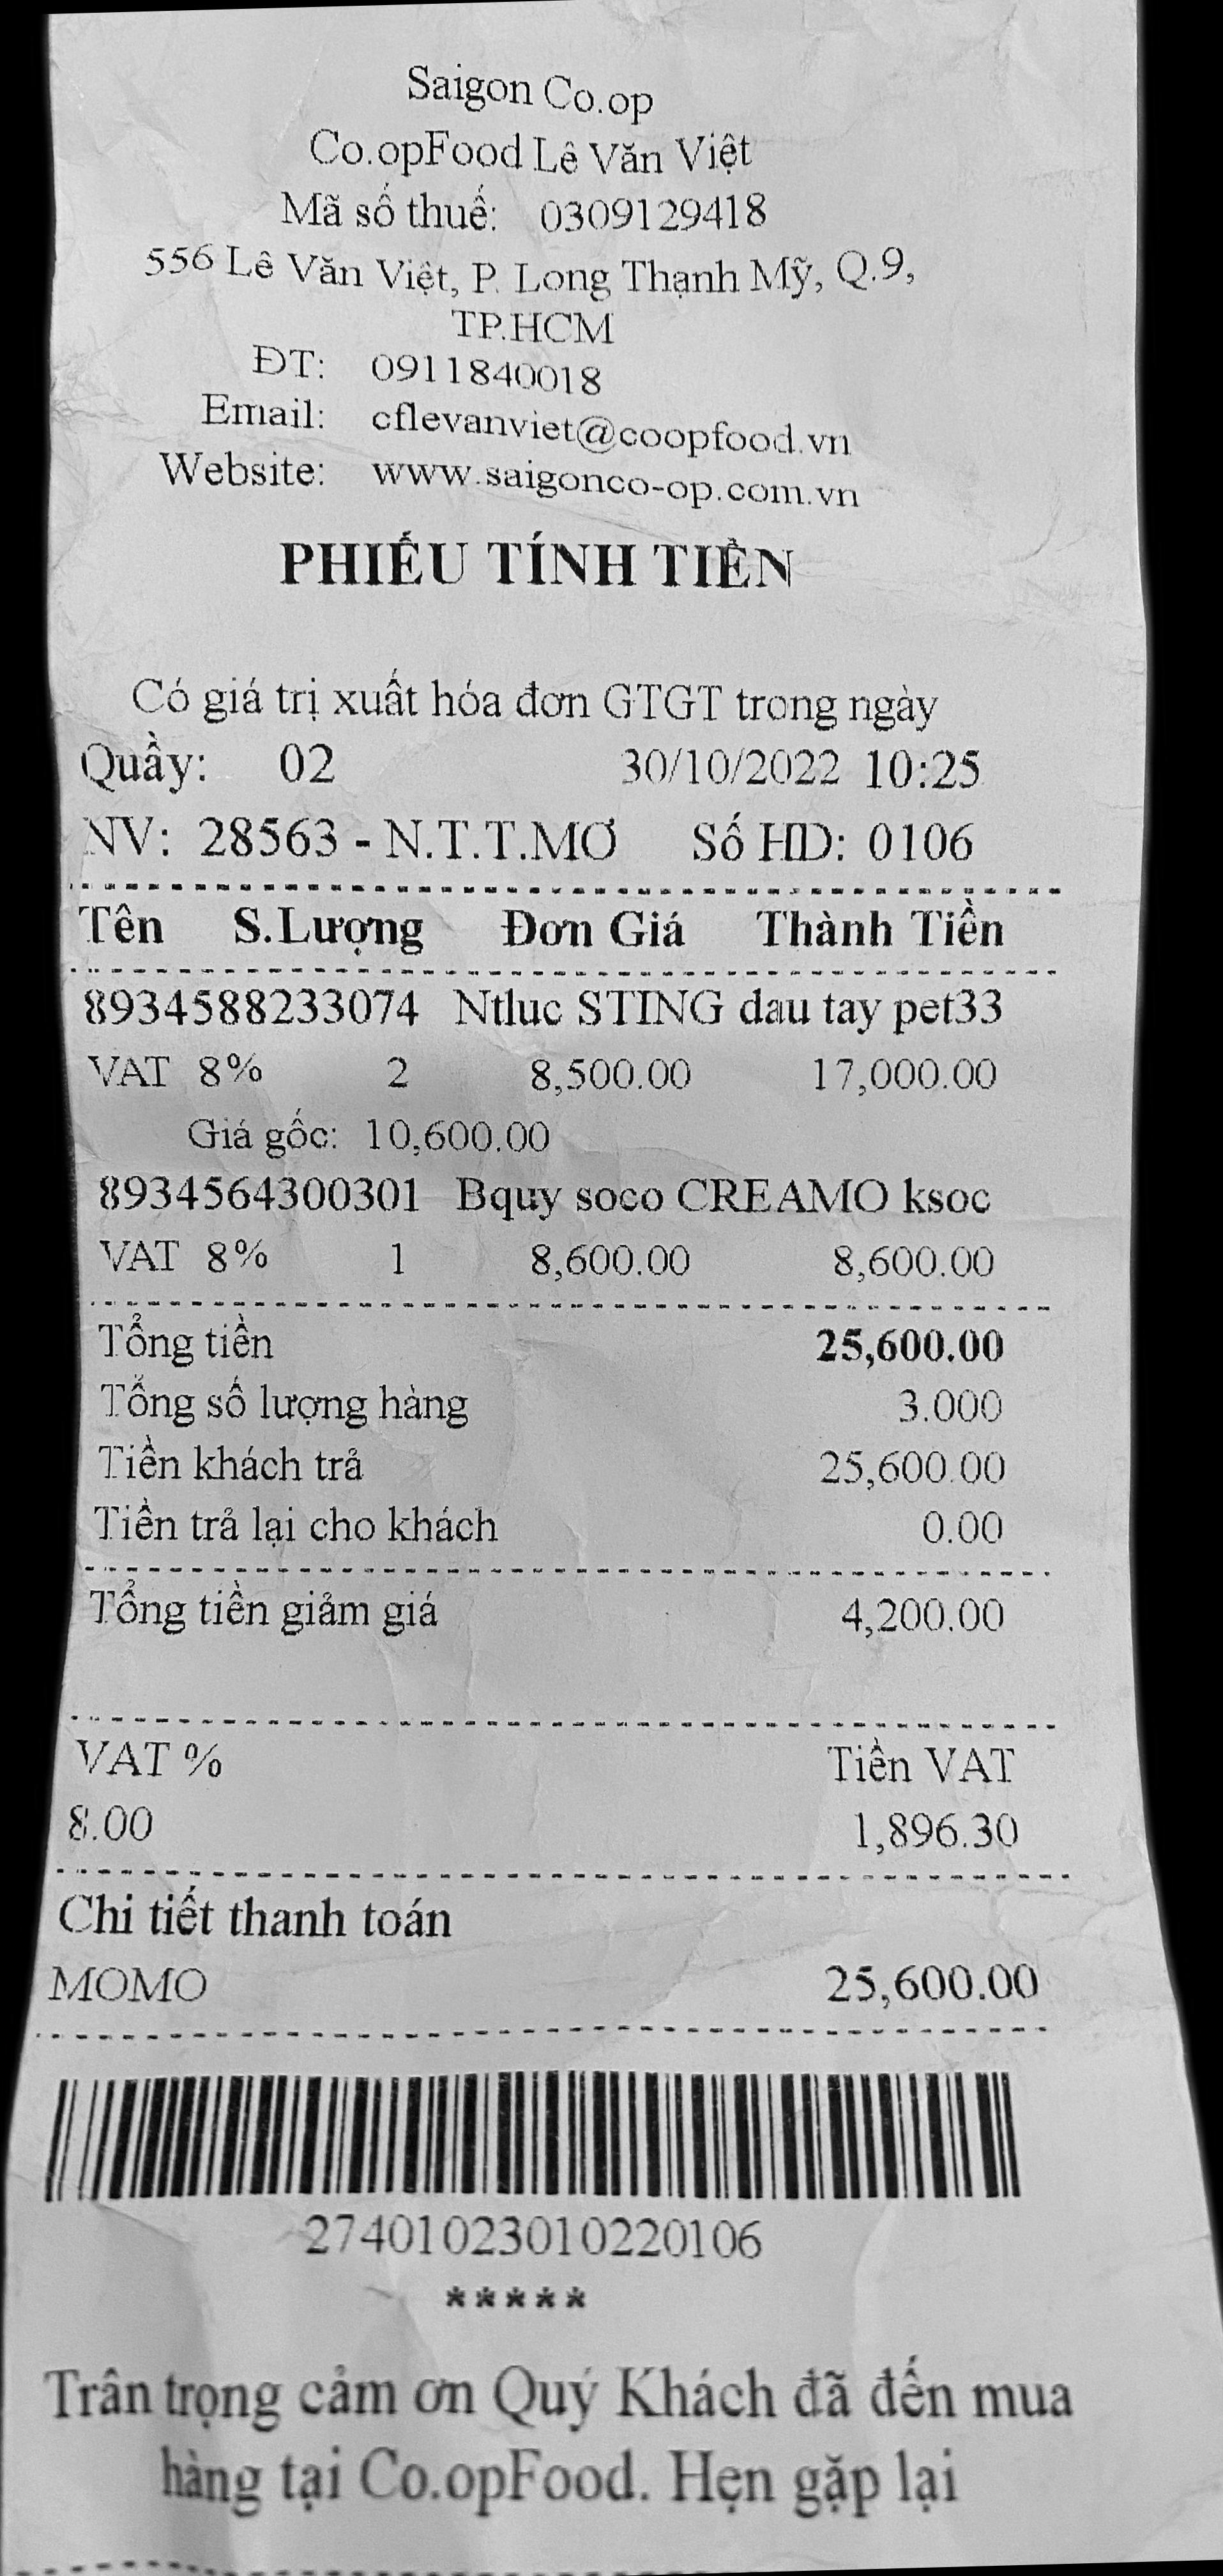 Saigon Co.op
Co.opFood Lê Văn Việt
Mã số thuế: 0309129418
556 Lê Văn Việt, P. Long Thạnh Mỹ, Q.9,
TP.HCM
ĐT: 0911840018
Email: cflevanviet@coopfood.vn
Website: www.saigonco-op.com.vn
PHIẾU TÍNH TIỀN
Có giá trị xuất hóa đơn GTGT trong ngày
Quầy: 02 30/10/2022 10:25
NV: 28563 - N.T.T.MƠ Số HD: 0106
Tên S.Lượng Đơn Giá Thành Tiền
8934588233074 Ntluc STING dau tay pet33
VAT 8% 2 8,500.00 17,000.00
Giá gốc: 10,600.00
8934564300301 Bquy soco CREAMO ksoc
VAT 8% 1 8,600.00 8,600.00
Tổng tiền 25,600.00
Tổng số lượng hàng 3.000
Tiền khách trả 25,600.00
Tiền trả lại cho khách 0.00
Tổng tiền giảm giá 4,200.00
VAT % Tiền VAT
8.00 1,896.30
Chi tiết thanh toán
MOMO 25,600.00
27401023010220106
*****
Trân trọng cảm ơn Quý Khách đã đến mua
hàng tại Co.opFood. Hẹn gặp lại